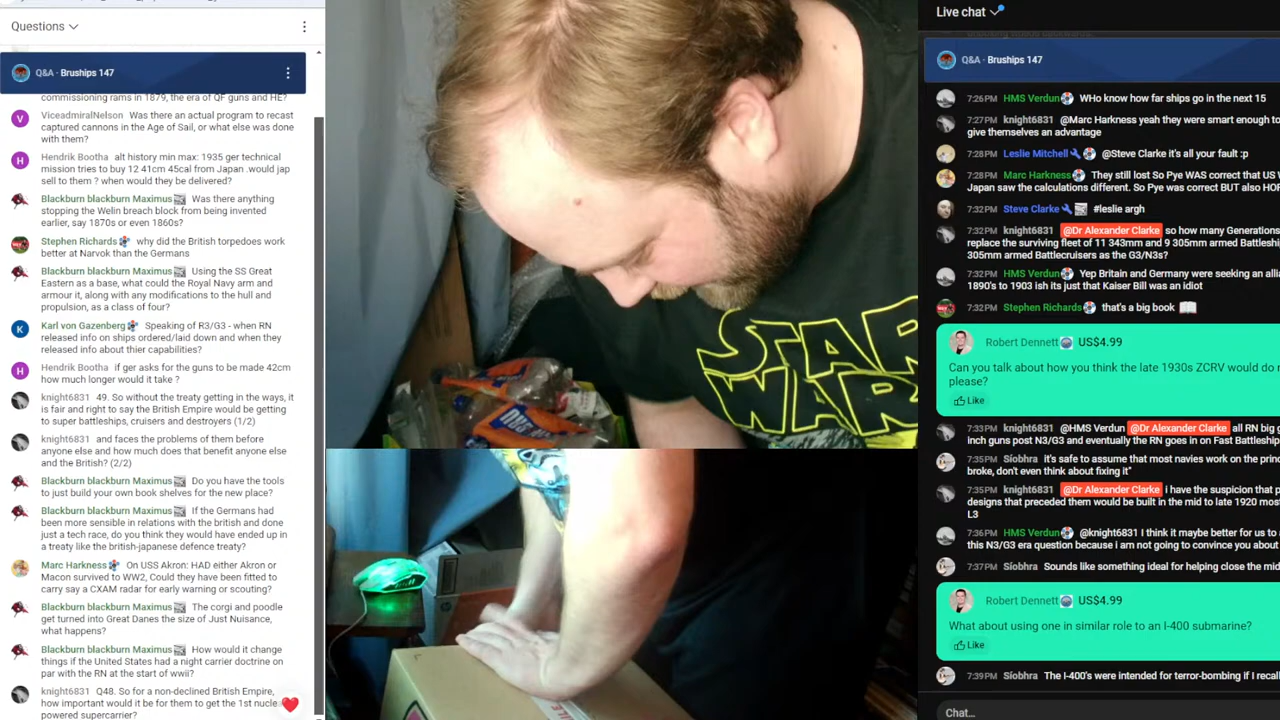 Questions
Q&A · Bruships 147
commissioning rams in 1879, the era of QF guns and HE?
ViceadmiralNelson Was there an actual program to recast
captured cannons in the Age of Sail, or what else was done
with them?
Hendrik Bootha alt history min max: 1935 ger technical
mission tries to buy 12 41cm 45cal from Japan .would jap
sell to them ? when would they be delivered?
Blackburn blackburn Maximus Was there anything
stopping the Welin breach block from being invented
earlier, say 1870s or even 1860s?
Stephen Richards why did the British torpedoes work
better at Narvok than the Germans
Blackburn blackburn Maximus Using the SS Great
Eastern as a base, what could the Royal Navy arm and
armour it, along with any modifications to the hull and
propulsion, as a class of four?
Karl von Gazenberg Speaking of R3/G3 - when RN
released info on ships ordered/laid down and when they
released info about thier capabilities?
Hendrik Bootha if ger asks for the guns to be made 42cm
how much longer would it take ?
knight6831 49. So without the treaty getting in the ways, it
is fair and right to say the British Empire would be getting
to super battleships, cruisers and destroyers (1/2)
knight6831 and faces the problems of them before
anyone else and how much does that benefit anyone else
and the British? (2/2)
Blackburn blackburn Maximus Do you have the tools
to just build your own book shelves for the new place?
Blackburn blackburn Maximus If the Germans had
been more sensible in relations with the british and done
just a tech race, do you think they would have ended up in
a treaty like the british-japanese defence treaty?
Marc Harkness On USS Akron: HAD either Akron or
Macon survived to WW2, Could they have been fitted to
carry say a CXAM radar for early warning or scouting?
Blackburn blackburn Maximus The corgi and poodle
get turned into Great Danes the size of Just Nuisance,
what happens?
Blackburn blackburn Maximus How would it change
things if the United States had a night carrier doctrine on
par with the RN at the start of wwii?
knight6831 Q48. So for a non-declined British Empire,
how important would it be for them to get the 1st nucle
powered supercarrier?
STAR
WAR
Live chat
Q&A · Bruships 147
7:26PM HMS Verdun WHo know how far ships go in the next 15
7:27PM knight6831 @Marc Harkness yeah they were smart enough to
give themselves an advantage
7:28PM Leslie Mitchell @Steve Clarke it's all your fault :p
7:28PM Marc Harkness They still lost So Pye WAS correct that US W
Japan saw the calculations different. So Pye was correct BUT also HO
7:32PM Steve Clarke #leslie argh
7:32PM knight6831 @Dr Alexander Clarke so how many Generations
replace the surviving fleet of 11 343mm and 9 305mm armed Battleshi
305mm armed Battlecruisers as the G3/N3s?
7:32PM HMS Verdun Yep Britain and Germany were seeking an allia
1890's to 1903 ish its just that Kaiser Bill was an idiot
7:32PM Stephen Richards that's a big book
Robert Dennett US$4.99
Can you talk about how you think the late 1930s ZCRV would do
please?
Like
7:33PM knight6831 @HMS Verdun @Dr Alexander Clarke all RN big g
inch guns post N3/G3 and eventually the RN goes in on Fast Battleship
7:35PM Síobhra it's safe to assume that most navies work on the princ
broke, don't even think about fixing it"
7:35PM knight6831 @Dr Alexander Clarke i have the suspicion that p
designs that preceded them would be built in the mid to late 1920 most
L3
7:36PM HMS Verdun @knight6831 I think it maybe better for us to a
this N3/G3 era question because i am not going to convince you about
7:37PM Síobhra Sounds like something ideal for helping close the mid
Robert Dennett US$4.99
What about using one in similar role to an I-400 submarine?
Like
7:39PM Síobhra The I-400's were intended for terror-bombing if I recall
Chat...